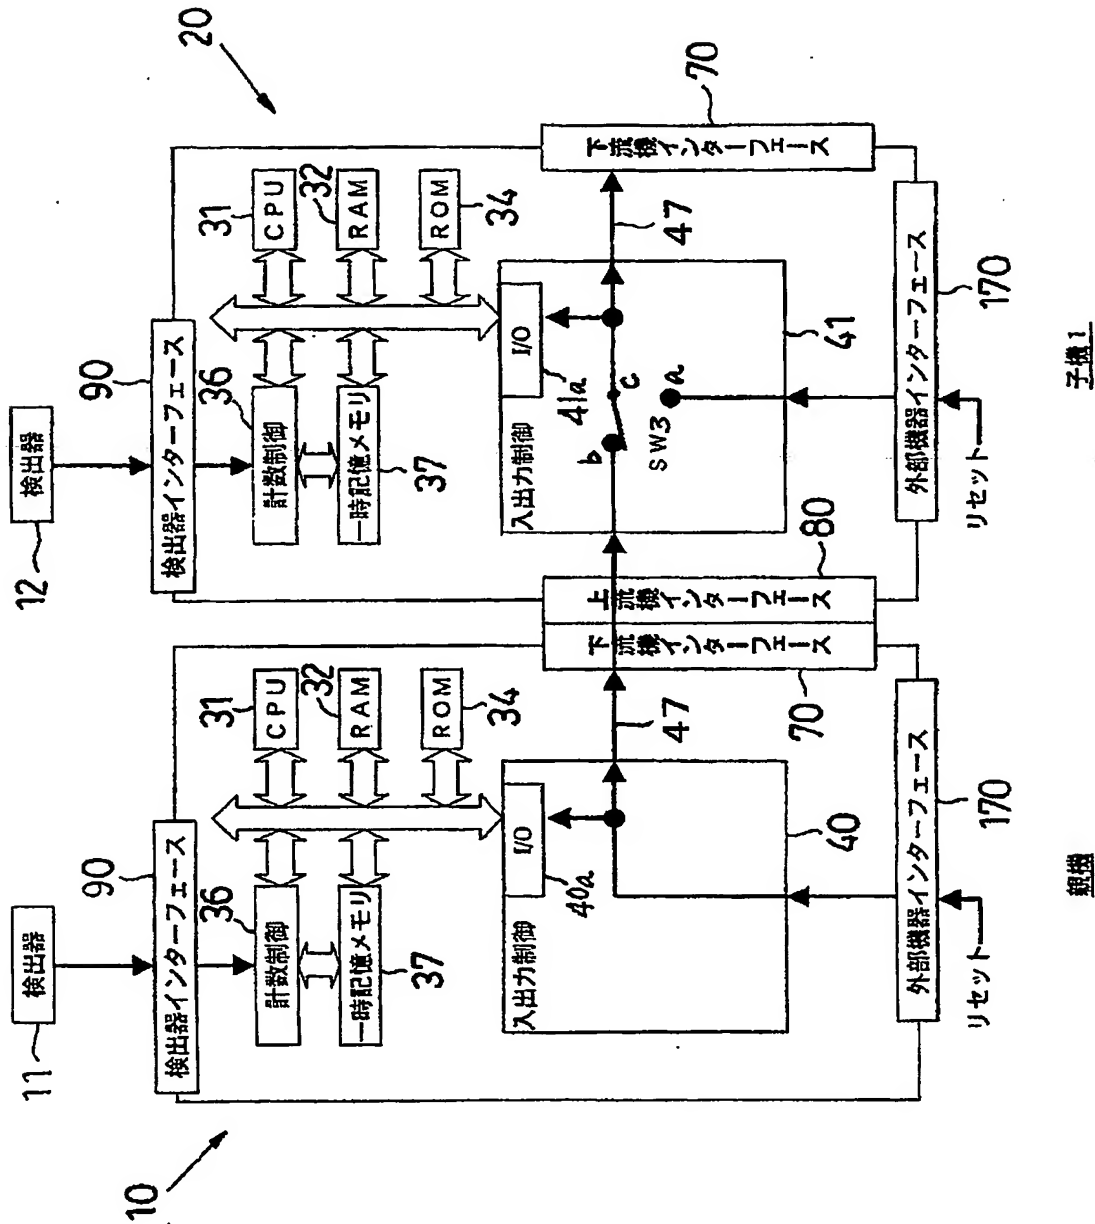 10
11
検出器
90
検出器インターフェース
36
計数制御
一時記憶メモリ
37
31
CPU
32
RAM
ROM
34
入出力制御
I/O
40a
40
47
下流機インターフェース
70
外部機器インターフェース
170
リセット
親機
20
12
検出器
90
検出器インターフェース
36
計数制御
一時記憶メモリ
37
31
CPU
32
RAM
ROM
34
入出力制御
I/O
41a
b
c
SW3
a
41
47
上流機インターフェース
80
下流機インターフェース
70
外部機器インターフェース
170
リセット
子機1